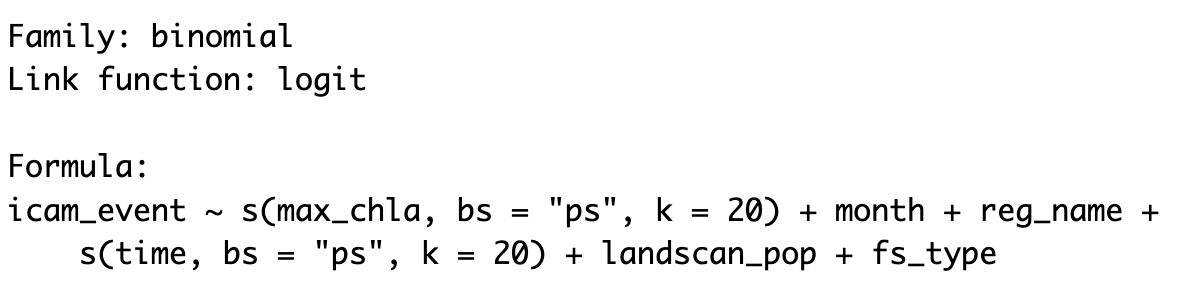 Family: binomial
Link function: logit
Formula:
icam_event ~ s(max_chla, bs = "ps", k = 20) + month + reg_name +
s(time, bs = "ps", k = 20) + landscan_pop + fs_type